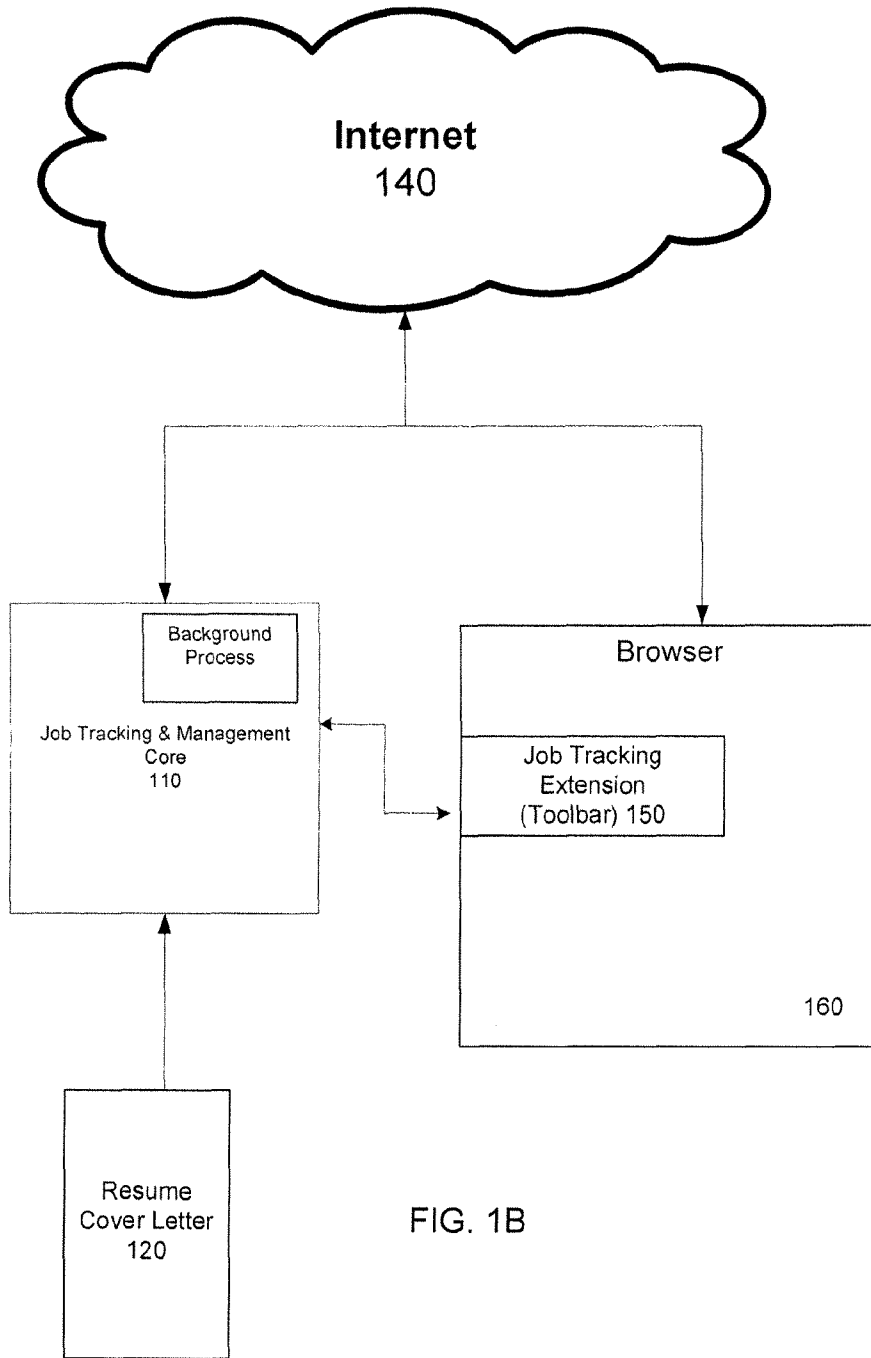 Internet
140
Background
Process
Job Tracking & Management
Core
110
Browser
Job Tracking
Extension
(Toolbar) 150
160
Resume
Cover Letter
120
FIG. 1B